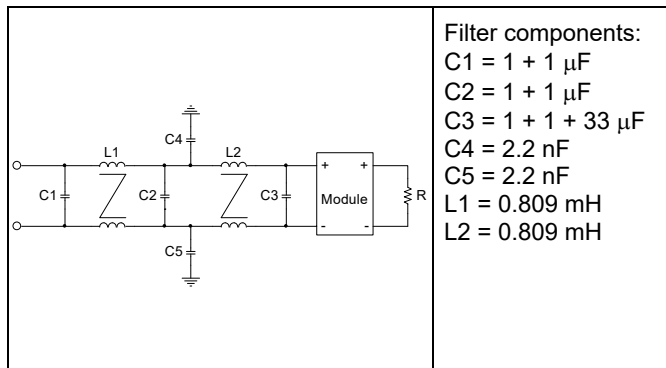 L1
C4
L2
C1
C2
C3
C5
+
+
-
-
Module
R
Filter components:
C1 = 1 + 1 μF
C2 = 1 + 1 μF
C3 = 1 + 1 + 33 μF
C4 = 2.2 nF
C5 = 2.2 nF
L1 = 0.809 mH
L2 = 0.809 mH